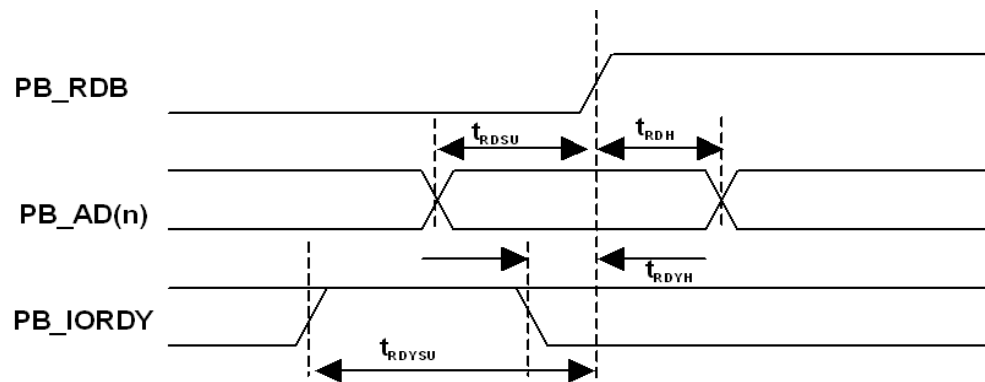 PB_RDB
tRDSU
tRDH
PB_AD(n)
tRDYH
PB_IORDY
tRDYSU